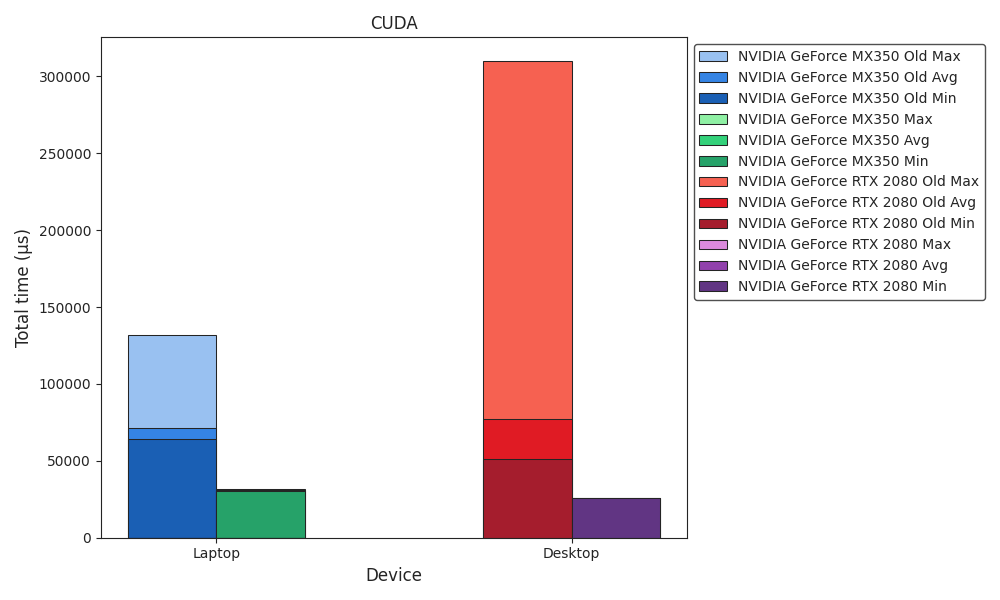 CUDA
300000
250000
200000
150000
100000
50000
0
Total time (µs)
Laptop
Desktop
Device
NVIDIA GeForce MX350 Old Max
NVIDIA GeForce MX350 Old Avg
NVIDIA GeForce MX350 Old Min
NVIDIA GeForce MX350 Max
NVIDIA GeForce MX350 Avg
NVIDIA GeForce MX350 Min
NVIDIA GeForce RTX 2080 Old Max
NVIDIA GeForce RTX 2080 Old Avg
NVIDIA GeForce RTX 2080 Old Min
NVIDIA GeForce RTX 2080 Max
NVIDIA GeForce RTX 2080 Avg
NVIDIA GeForce RTX 2080 Min